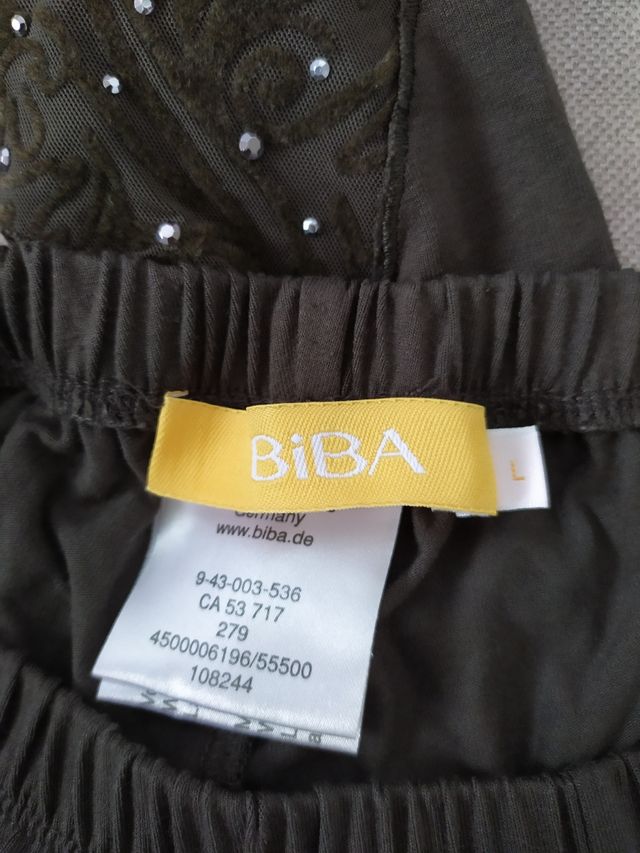 BiBA
L
Germany
www.biba.de
9-43-003-536
CA 53 717
279
4500006196/55500
108244